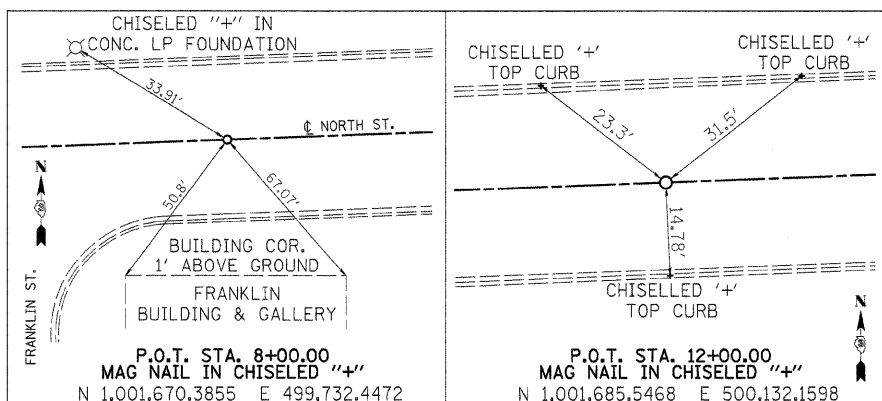 CHISELED "+" IN
CONC. LP FOUNDATION
33.91'
℄ NORTH ST.
50.8'
67.07'
N
BUILDING COR.
1' ABOVE GROUND
FRANKLIN
BUILDING & GALLERY
FRANKLIN ST.
P.O.T. STA. 8+00.00
MAG NAIL IN CHISELED "+"
N 1,001,670.3855 E 499,732.4472
CHISELLED '+'
TOP CURB
CHISELLED '+'
TOP CURB
23.3'
31.5'
14.78'
CHISELLED '+'
TOP CURB
N
P.O.T. STA. 12+00.00
MAG NAIL IN CHISELED "+"
N 1,001,685.5468 E 500,132.1598